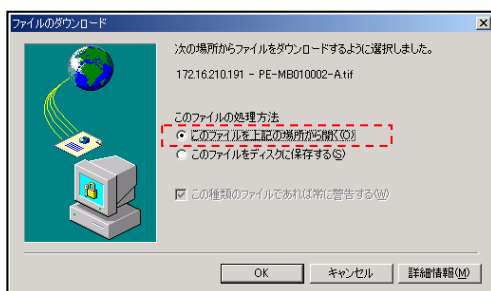 ファイルのダウンロード
次の場所からファイルをダウンロードするように選択しました。
172.16.210.191 - PE-MB010002-A.tif
このファイルの処理方法
このファイルを上記の場所から開く(O)
このファイルをディスクに保存する(S)
この種類のファイルであれば常に警告する(W)
OK キャンセル 詳細情報(M)